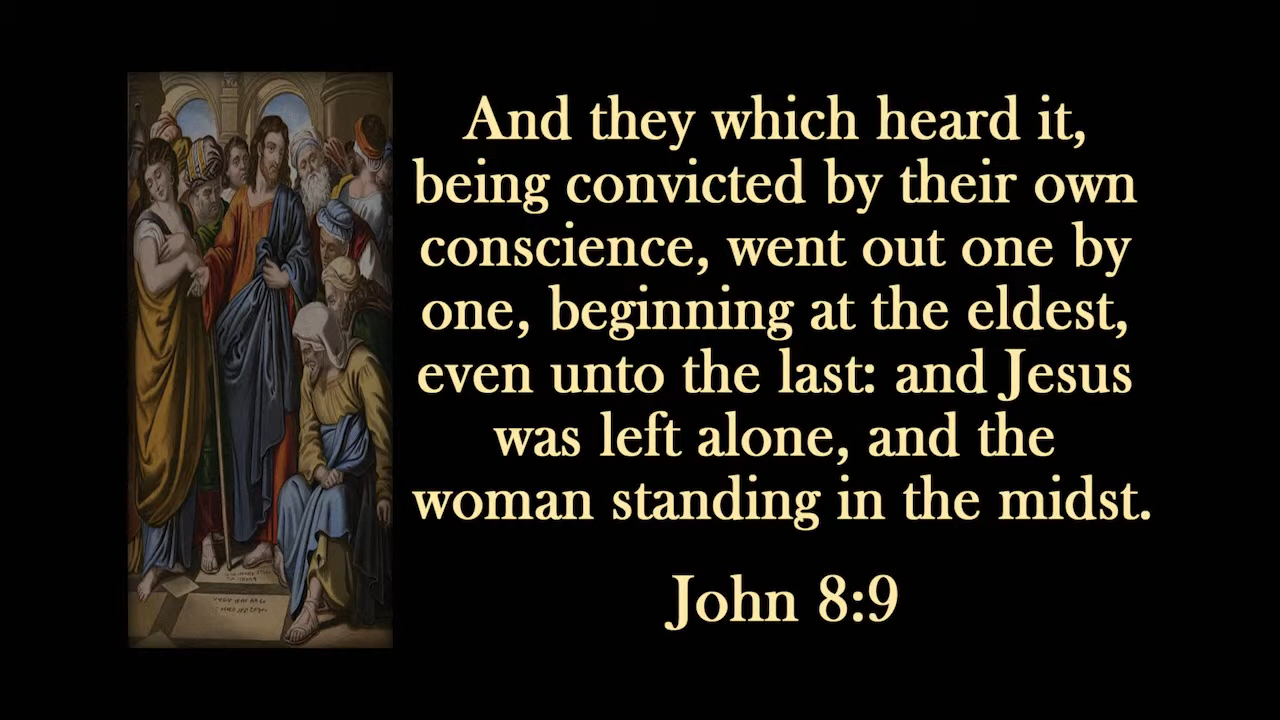 And they which heard it,
being convicted by their own
conscience, went out one by
one, beginning at the eldest,
even unto the last: and Jesus
was left alone, and the
woman standing in the midst.
John 8:9